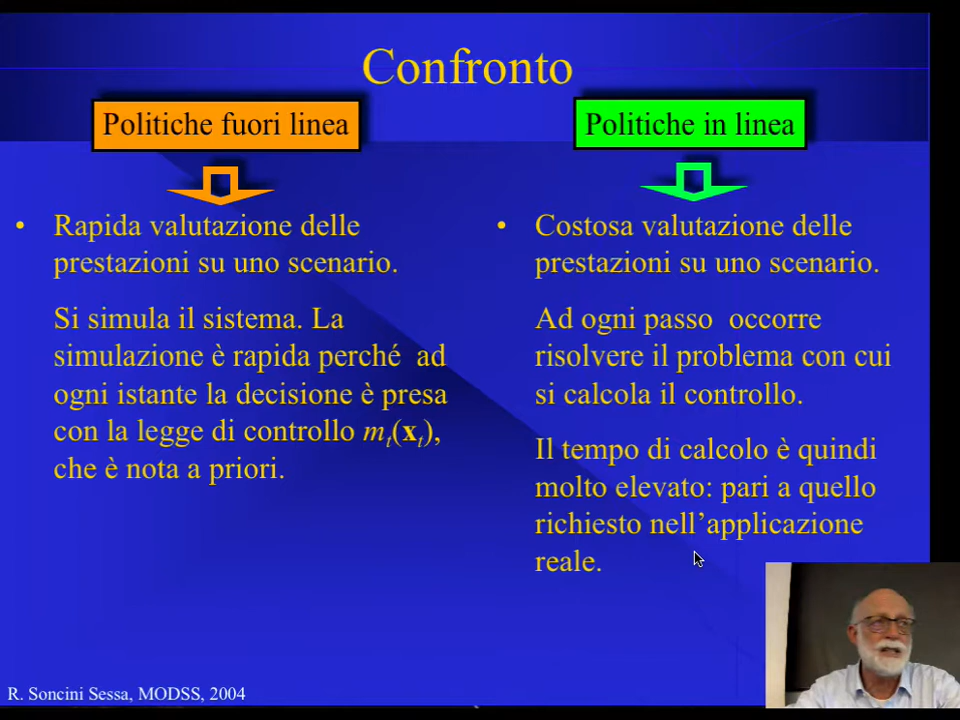 Confronto
Politiche fuori linea
Politiche in linea
• Rapida valutazione delle
prestazioni su uno scenario.
Si simula il sistema. La
simulazione è rapida perché ad
ogni istante la decisione è presa
con la legge di controllo mt(xt),
che è nota a priori.
• Costosa valutazione delle
prestazioni su uno scenario.
Ad ogni passo occorre
risolvere il problema con cui
si calcola il controllo.
Il tempo di calcolo è quindi
molto elevato: pari a quello
richiesto nell’applicazione
reale.
R. Soncini Sessa, MODSS, 2004